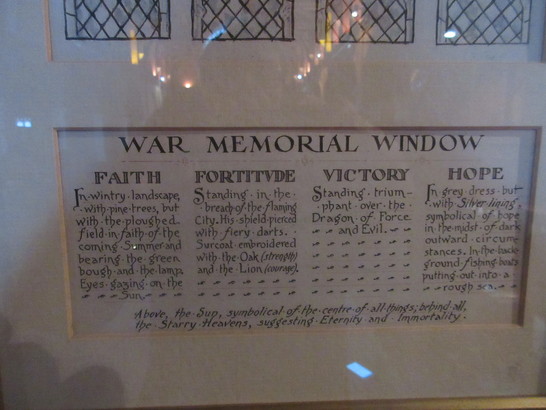 WAR MEMORIAL WINDOW
FAITH
In wintry landscape,
with pine trees, but
with the ploughed
field in faith of the
coming Summer and
bearing the green
bough and the lamp.
Eyes gazing on the
Sun
FORTITVDE
Standing in the
breach of the flaming
City. His shield pierced
with fiery darts.
Surcoat embroidered
with the Oak (strength)
and the Lion (courage).
VICTORY
Standing trium-
phant over the
Dragon of Force
and Evil.
HOPE
In grey dress but
with Silver lining,
symbolical of hope
in the midst of dark
outward circum-
stances. In the back-
ground fishing boats
putting out into a
rough sea.
Above, the Sun, symbolical of the centre of all things; behind all,
the Starry Heavens, suggesting Eternity and Immortality.